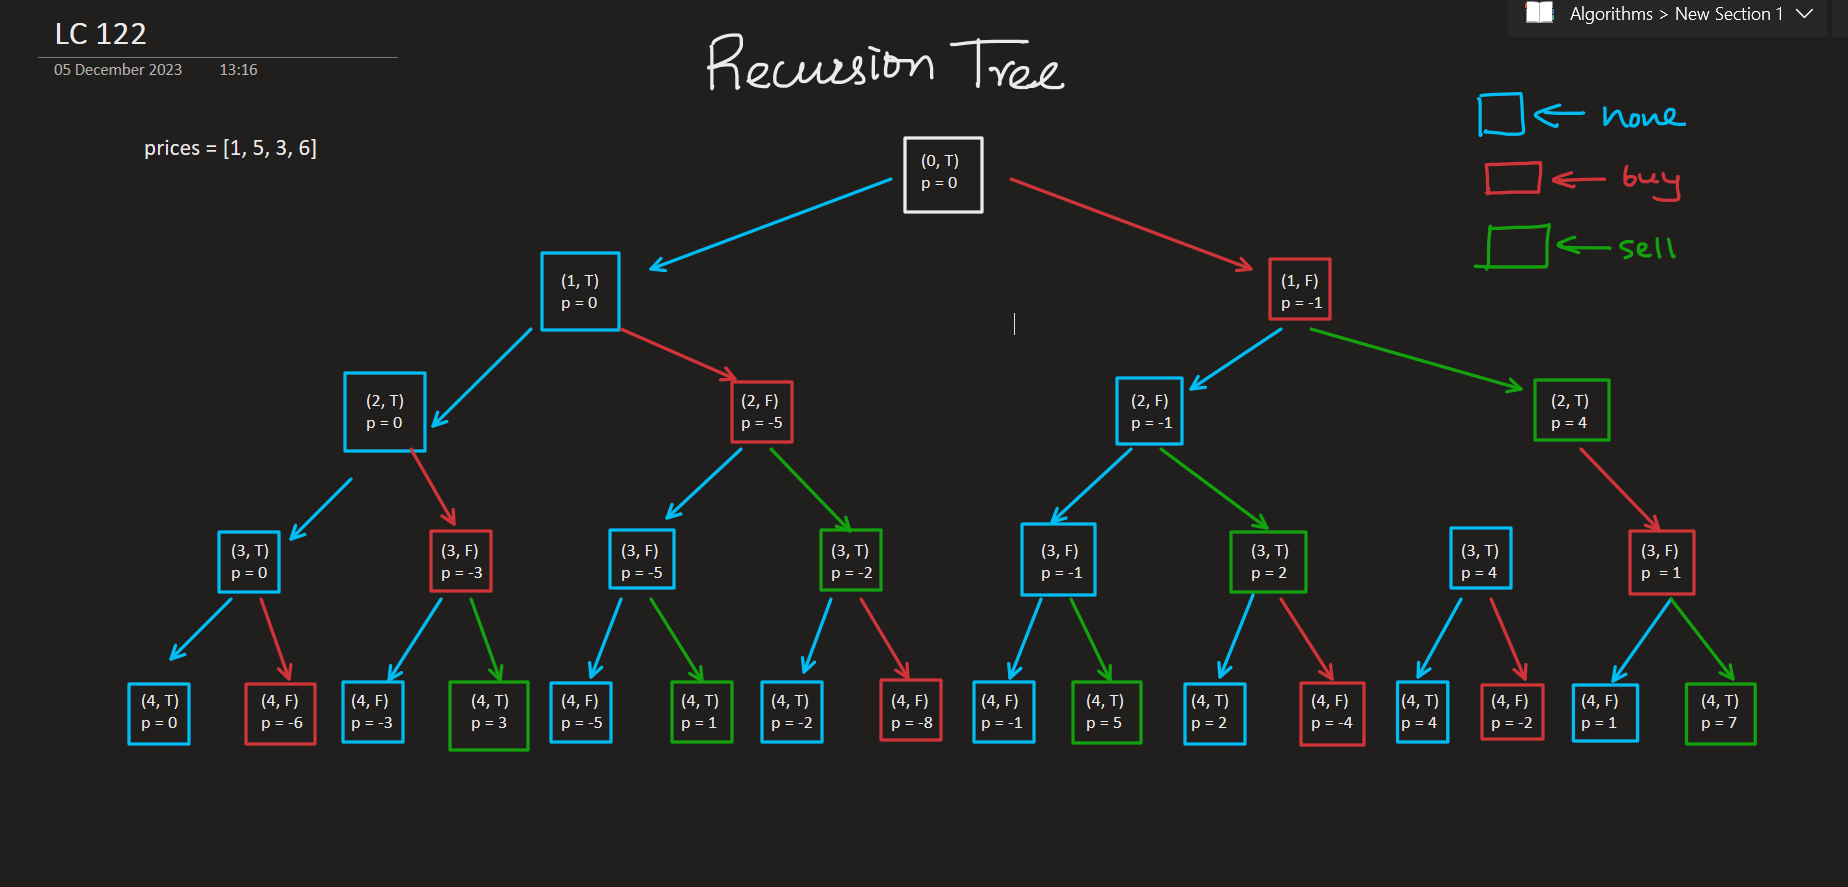 Algorithms > New Section 1
LC 122
05 December 2023 13:16
Recursion Tree
none
buy
sell
prices = [1, 5, 3, 6]
(0, T)
p = 0
(1, T)
p = 0
(1, F)
p = -1
(2, T)
p = 0
(2, F)
p = -5
(2, F)
p = -1
(2, T)
p = 4
(3, T)
p = 0
(3, F)
p = -3
(3, F)
p = -5
(3, T)
p = -2
(3, F)
p = -1
(3, T)
p = 2
(3, T)
p = 4
(3, F)
p = 1
(4, T)
p = 0
(4, F)
p = -6
(4, F)
p = -3
(4, T)
p = 3
(4, F)
p = -5
(4, T)
p = 1
(4, T)
p = -2
(4, F)
p = -8
(4, F)
p = -1
(4, T)
p = 5
(4, T)
p = 2
(4, F)
p = -4
(4, T)
p = 4
(4, F)
p = -2
(4, F)
p = 1
(4, T)
p = 7